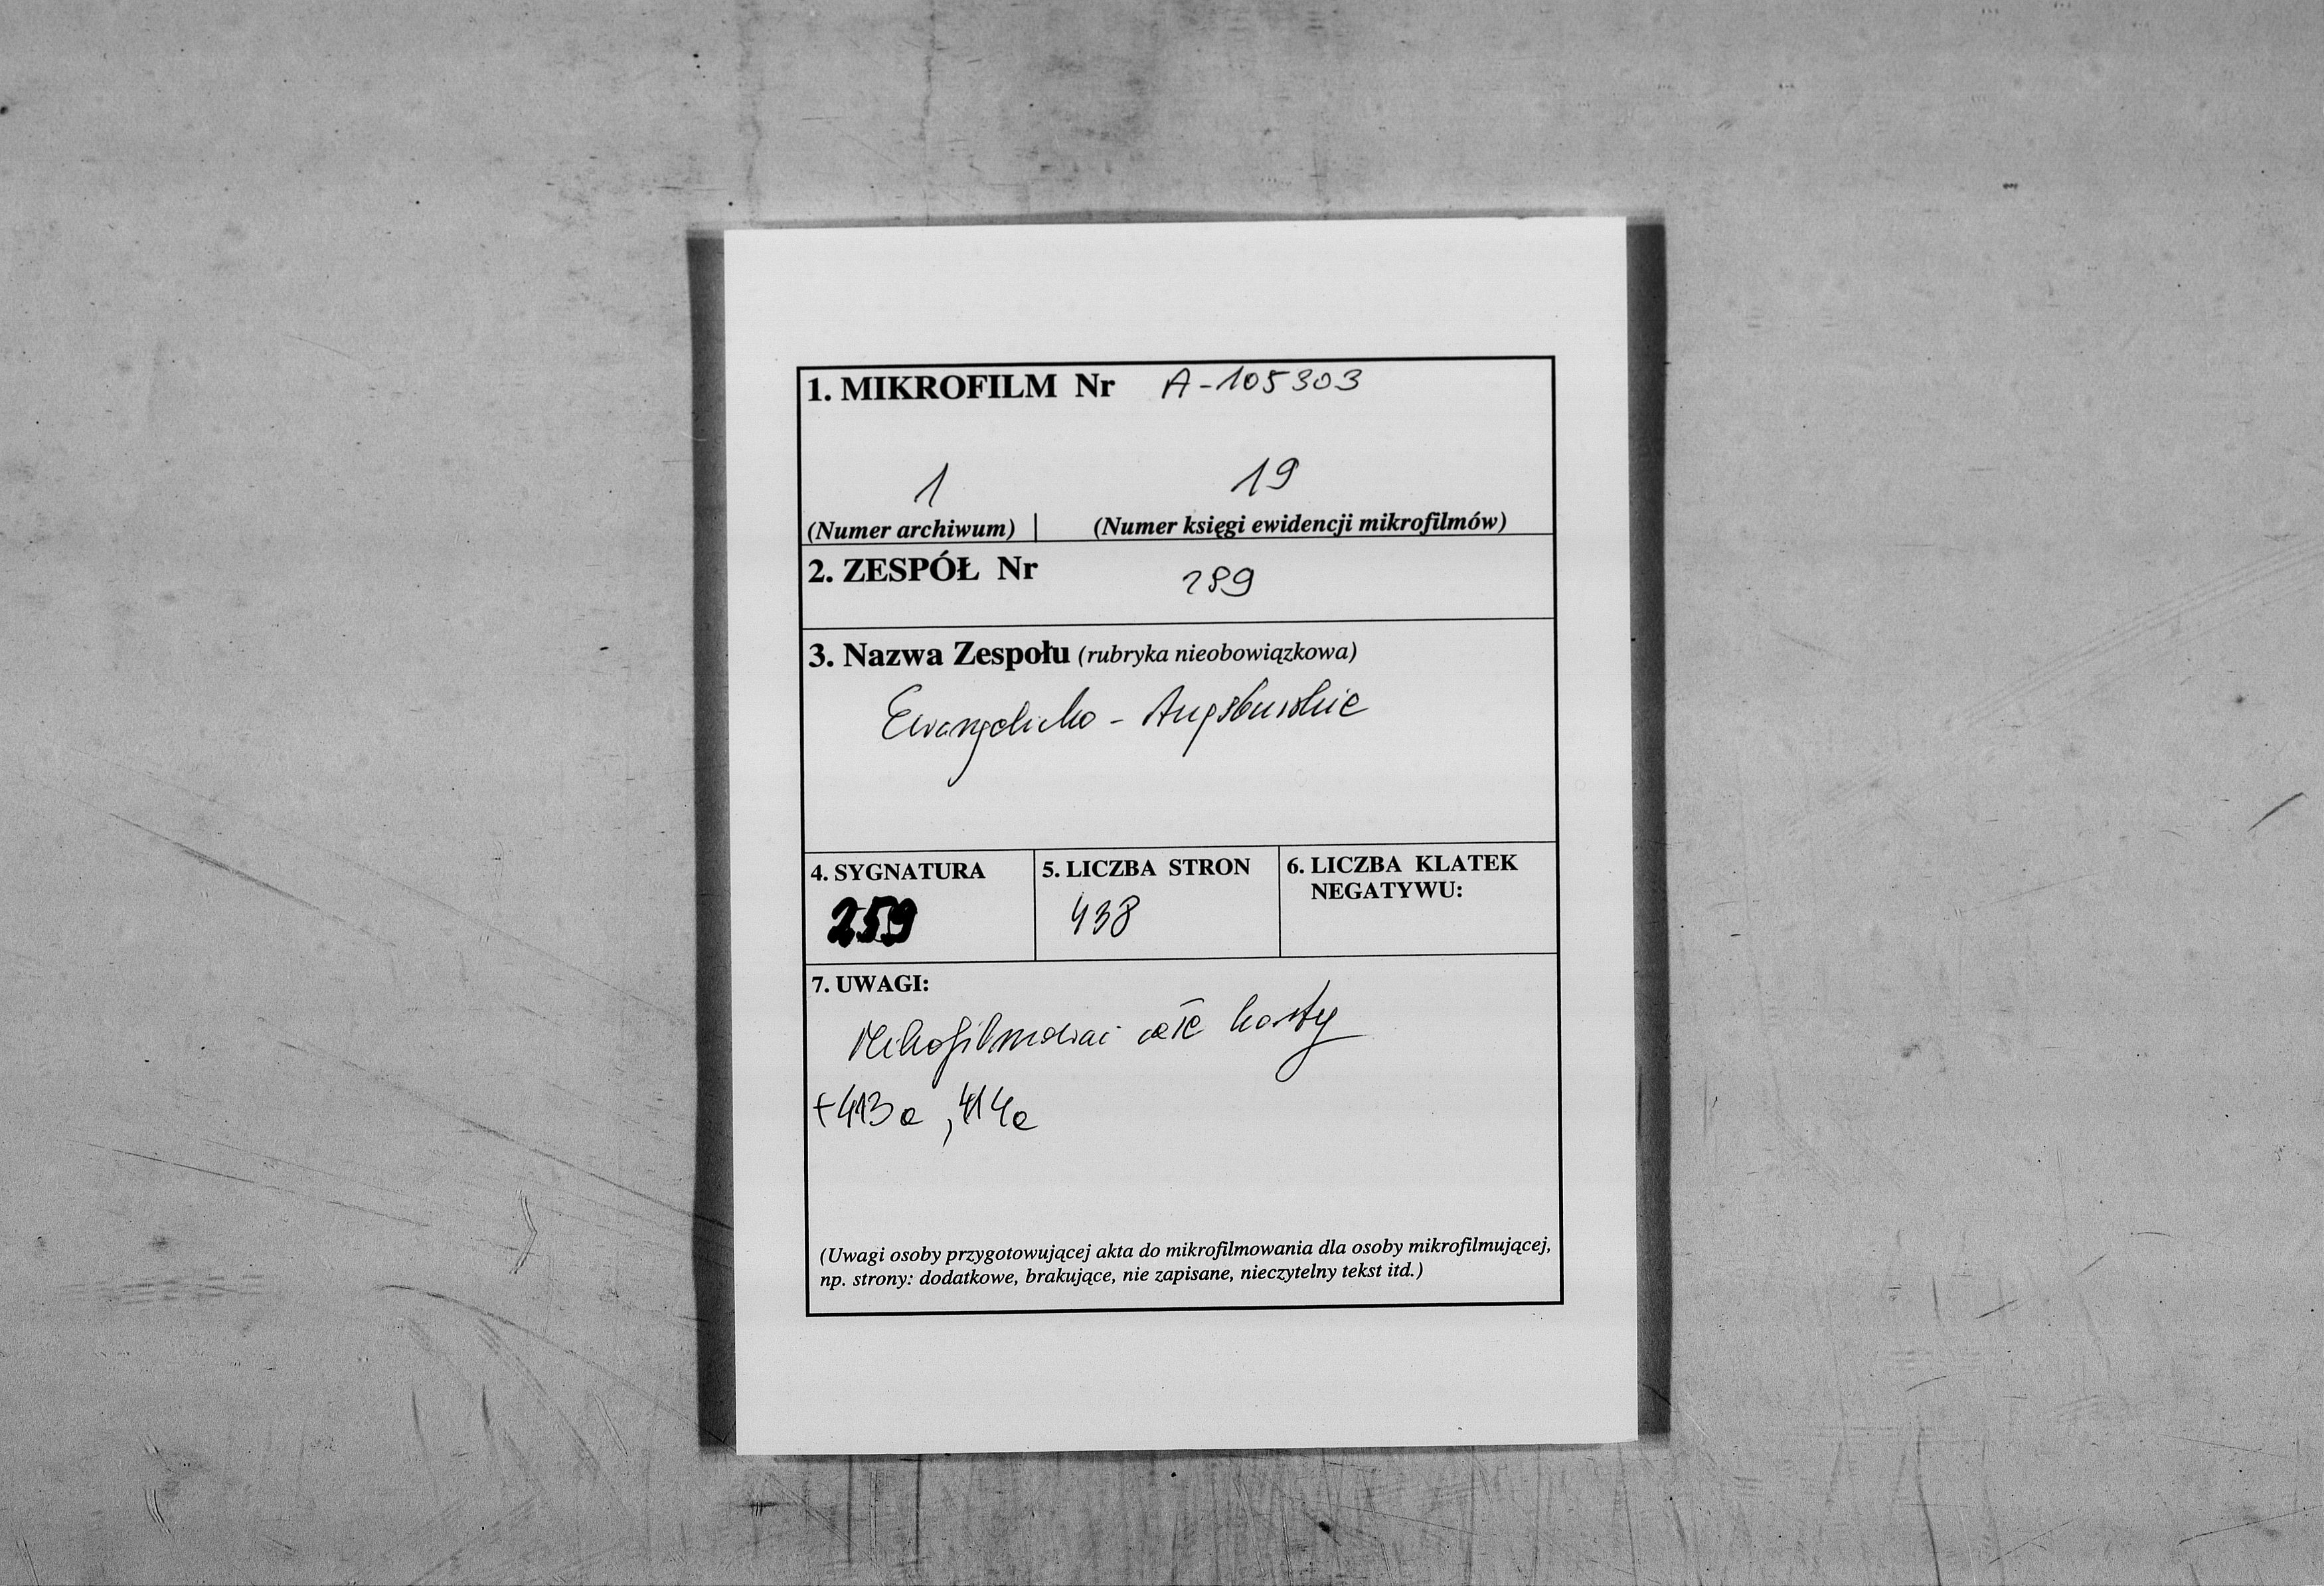 1. MIKROFILM Nr A-105303
1 19
(Numer archiwum) | (Numer księgi ewidencji mikrofilmów)
2. ZESPÓŁ Nr 289
3. Nazwa Zespołu (rubryka nieobowiązkowa)
Ewangelicko - Augsburskie
4. SYGNATURA 5. LICZBA STRON 6. LICZBA KLATEK
NEGATYWU:
259 438
7. UWAGI:
Mikrofilmować całe karty
+413a, 414a
(Uwagi osoby przygotowującej akta do mikrofilmowania dla osoby mikrofilmującej,
np. strony: dodatkowe, brakujące, nie zapisane, nieczytelny tekst itd.)